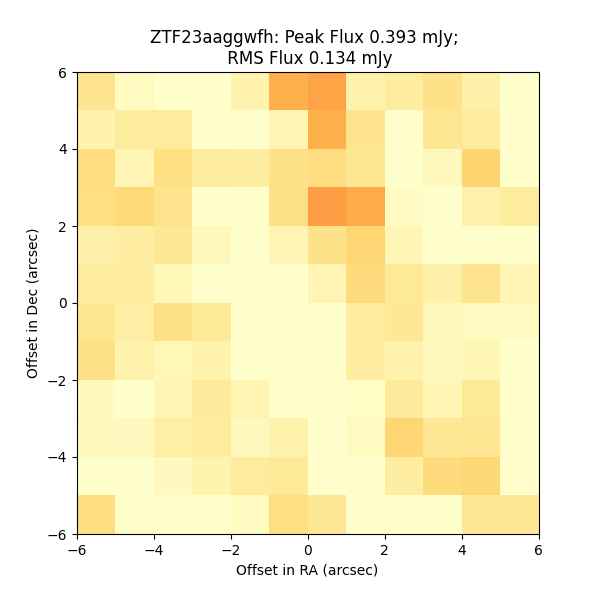 ZTF23aaggwfh: Peak Flux 0.393 mJy;
RMS Flux 0.134 mJy
6
4
2
0
−2
−4
−6
Offset in Dec (arcsec)
−6 −4 −2 0 2 4 6
Offset in RA (arcsec)